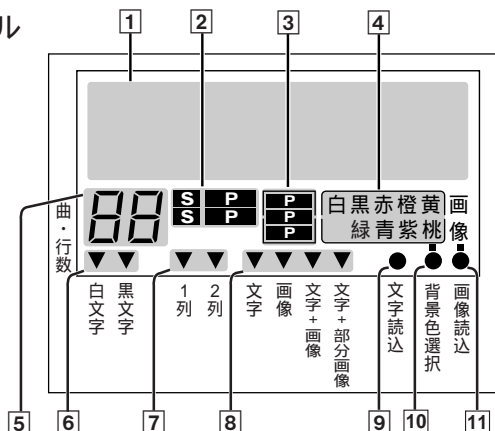 ル
1 2 3 4
S P
S P
P
P
P
白黒赤橙黄
緑青紫桃
画像
88
曲・行数
白文字
黒文字
1列
2列
文字
画像
文字+画像
文字+部分画像
文字読込
背景色選択
画像読込
5 6 7 8 9 10 11